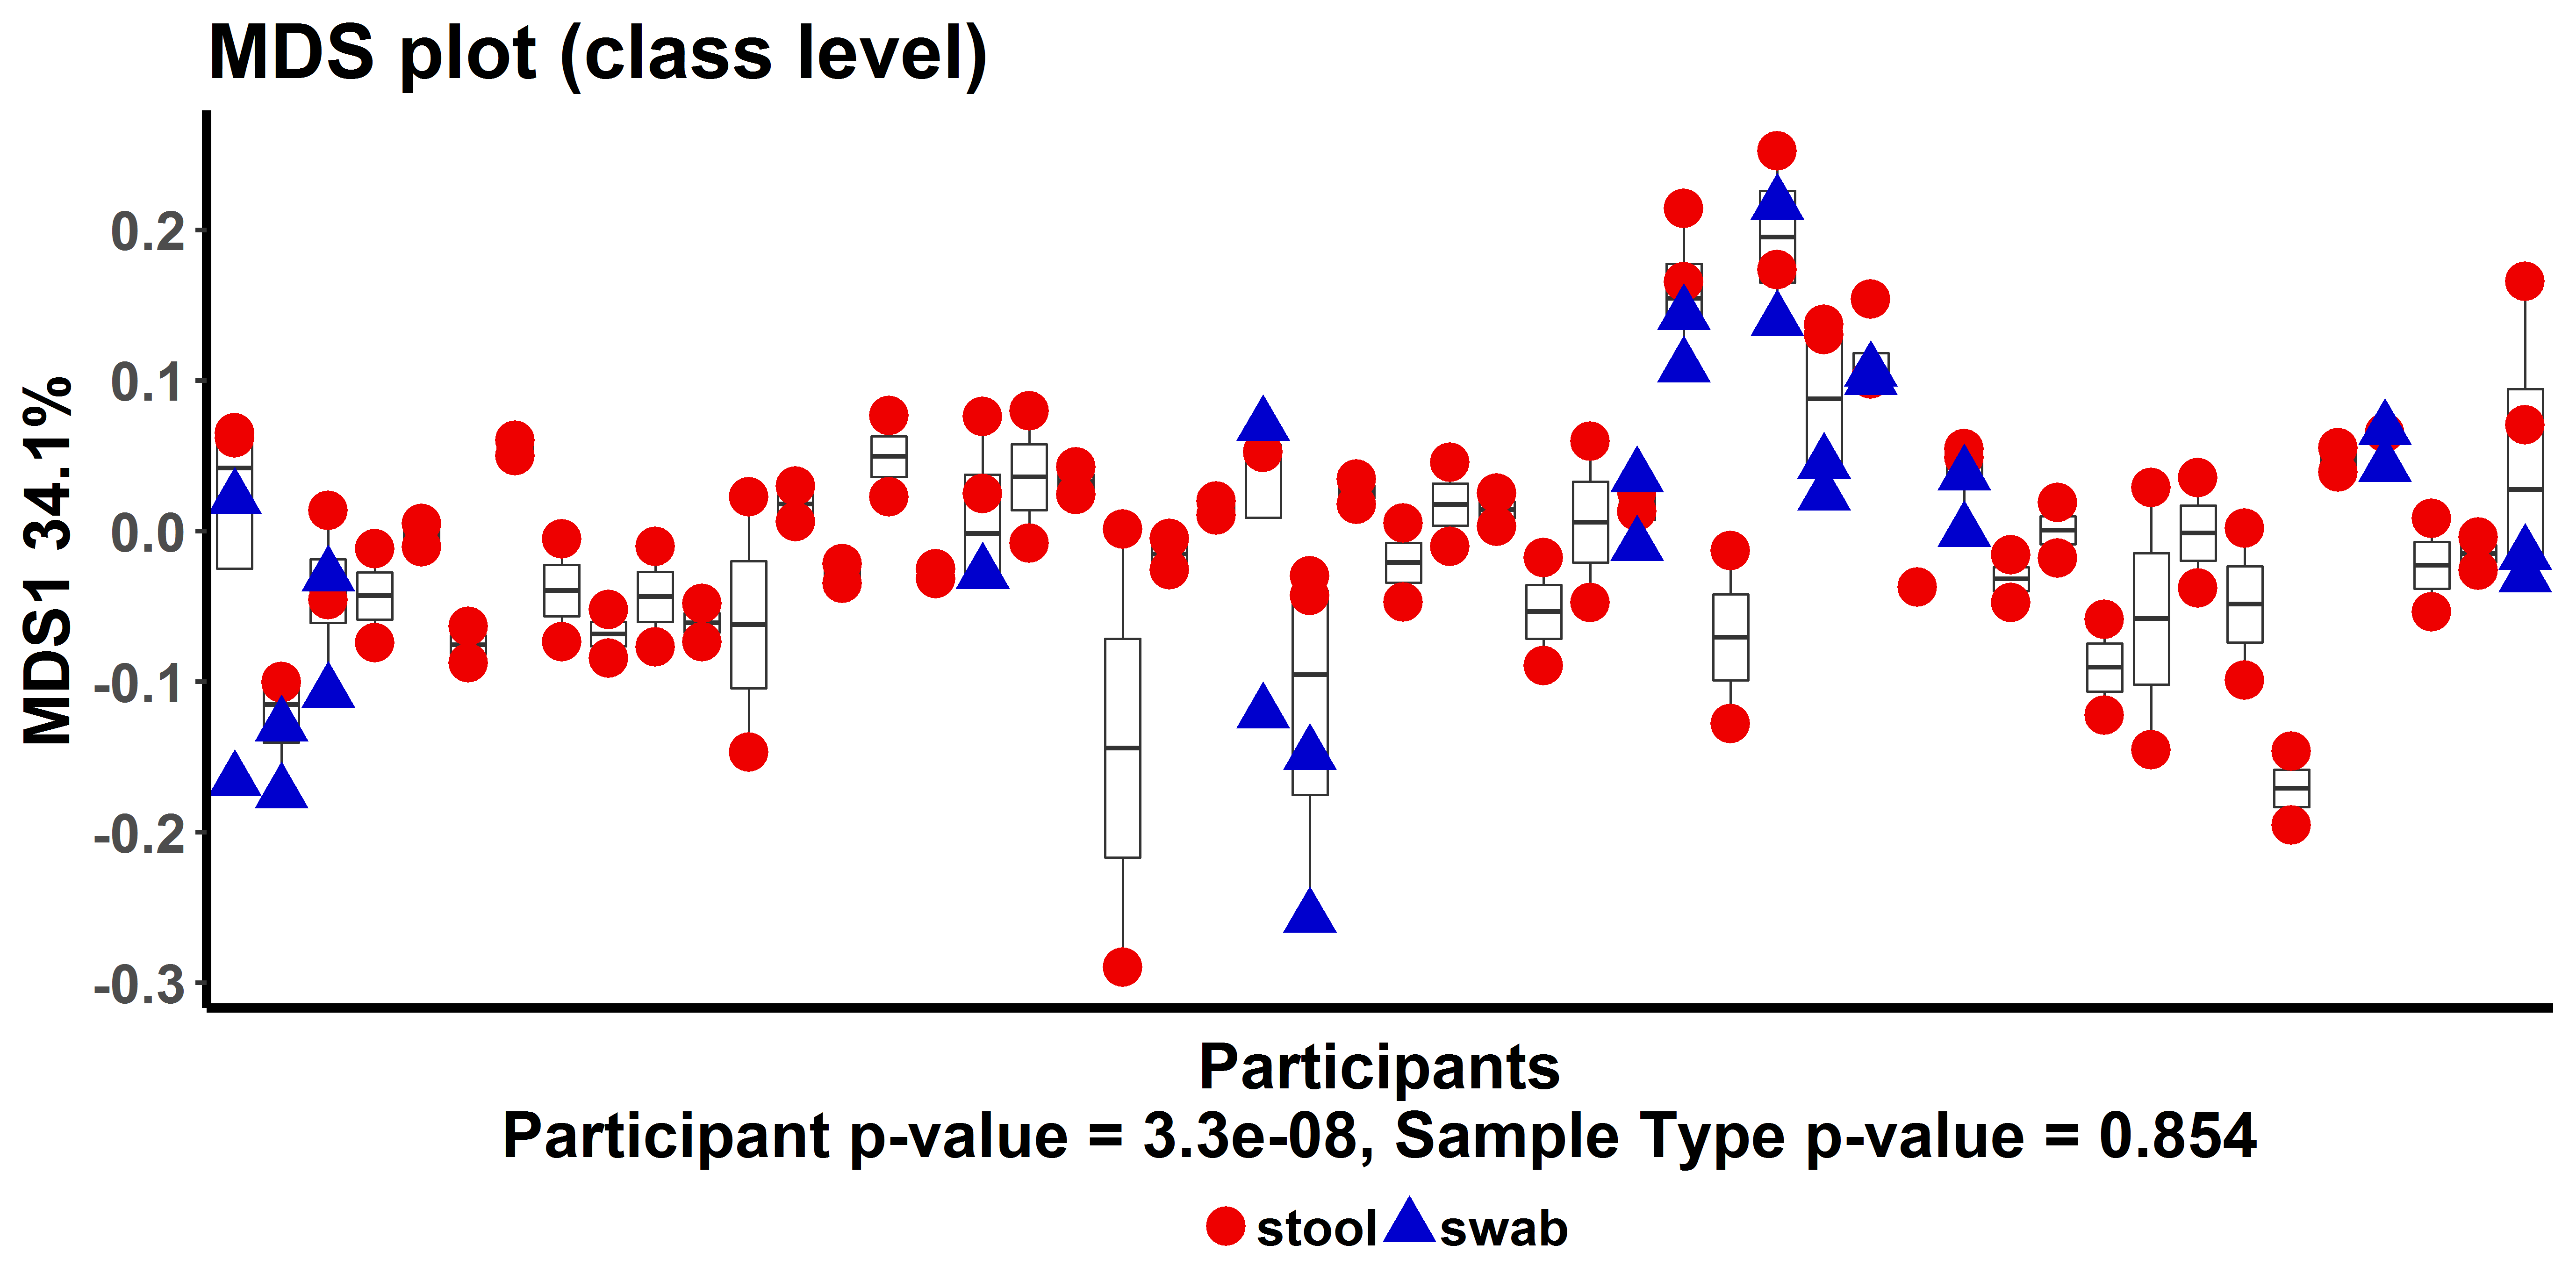 MDS plot (class level)
MDS1 34.1%
0.2
0.1
0.0
-0.1
-0.2
-0.3
Participants
Participant p-value = 3.3e-08, Sample Type p-value = 0.854
stool swab